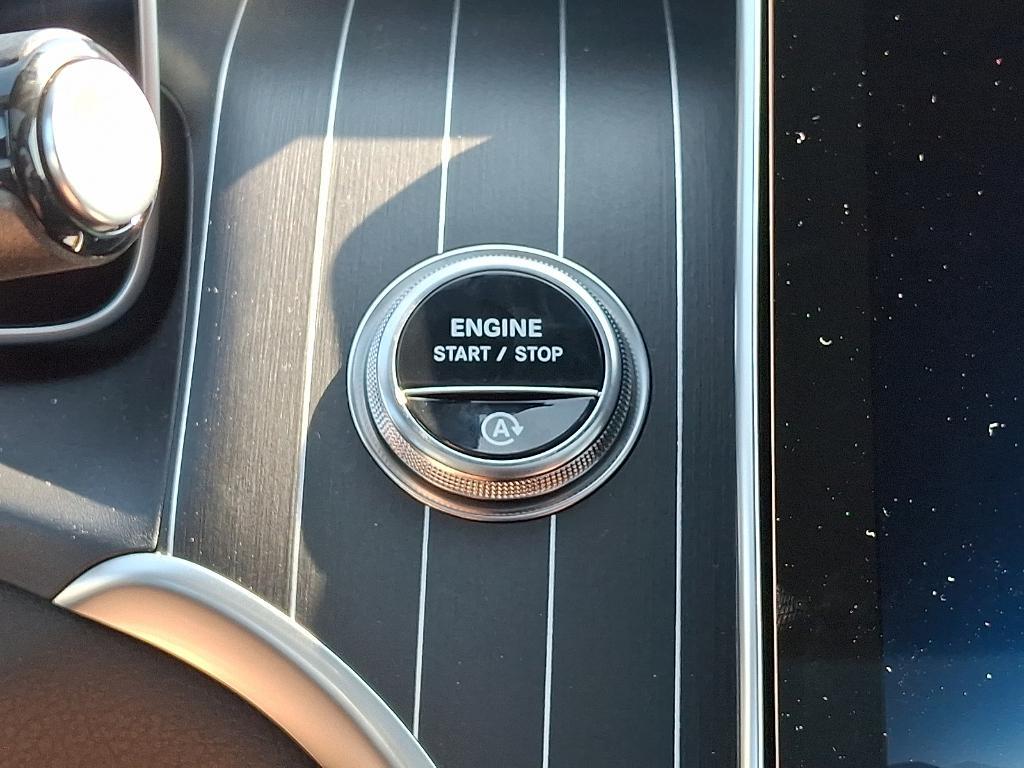 ENGINE
START / STOP
A